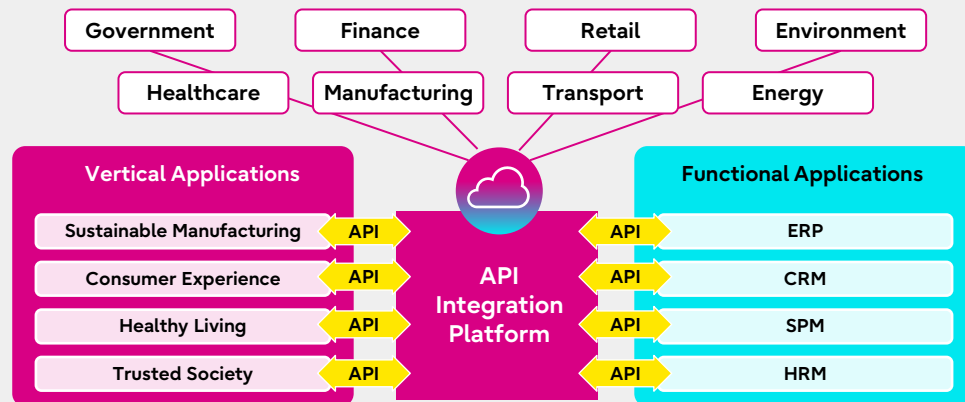 Government
Finance
Retail
Environment
Healthcare
Manufacturing
Transport
Energy
Vertical Applications
Functional Applications
Sustainable Manufacturing
API
API
ERP
Consumer Experience
API
API
CRM
API
Integration
Platform
Healthy Living
API
API
SPM
Trusted Society
API
API
HRM